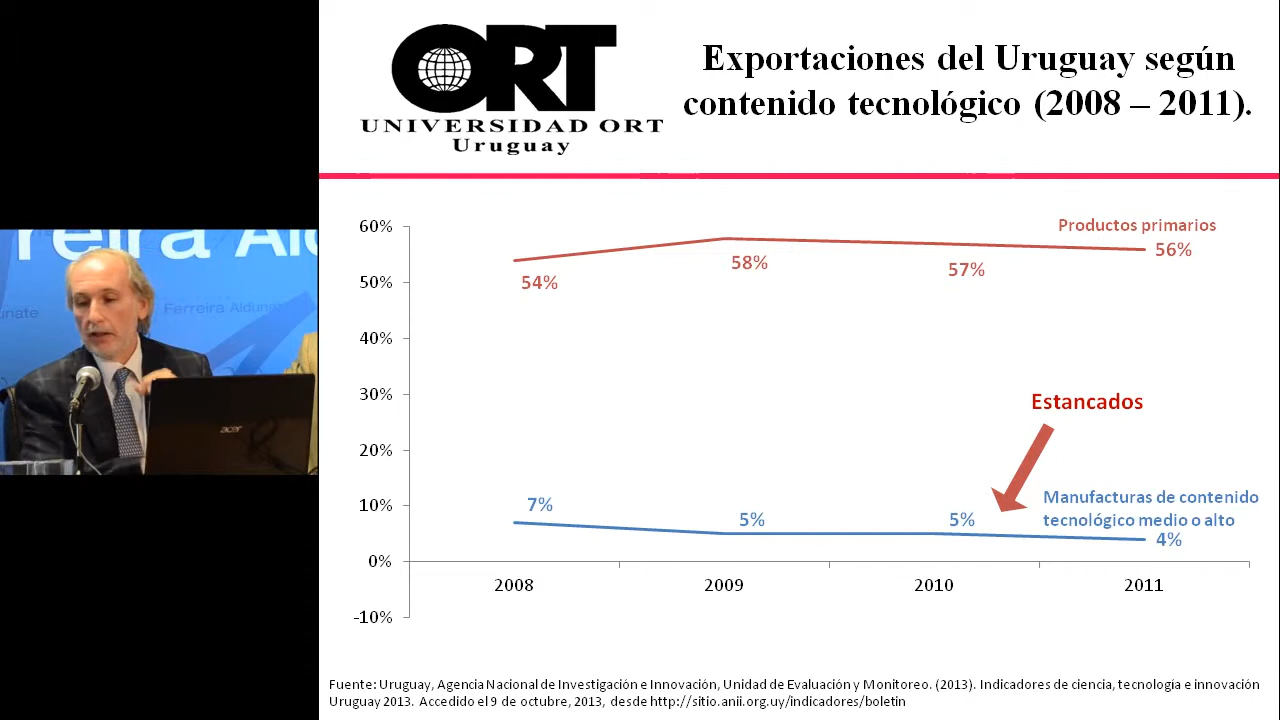 ORT
UNIVERSIDAD ORT
Uruguay
Exportaciones del Uruguay según
contenido tecnológico (2008 – 2011).
60%
50%
40%
30%
20%
10%
0%
-10%
Productos primarios
54%
58%
57%
56%
Estancados
Manufacturas de contenido
tecnológico medio o alto
7%
5%
5%
4%
2008
2009
2010
2011
Fuente: Uruguay, Agencia Nacional de Investigación e Innovación, Unidad de Evaluación y Monitoreo. (2013). Indicadores de ciencia, tecnología e innovación
Uruguay 2013. Accedido el 9 de octubre, 2013, desde http://sitio.anii.org.uy/indicadores/boletin
Ferreira Aldunate
acer